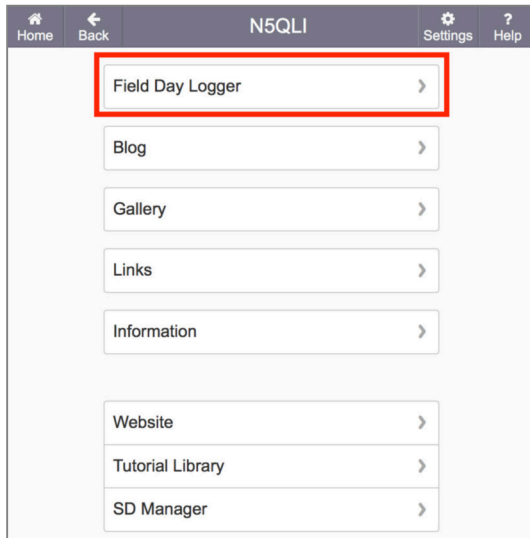 Home Back N5QLI Settings ? Help
Field Day Logger
Blog
Gallery
Links
Information
Website
Tutorial Library
SD Manager